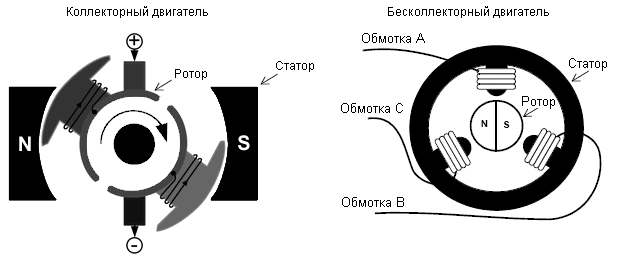 Коллекторный двигатель
Бесколлекторный двигатель
+
Ротор
Статор
N
S
-
Обмотка А
Статор
Обмотка С
Ротор
N S
Обмотка В